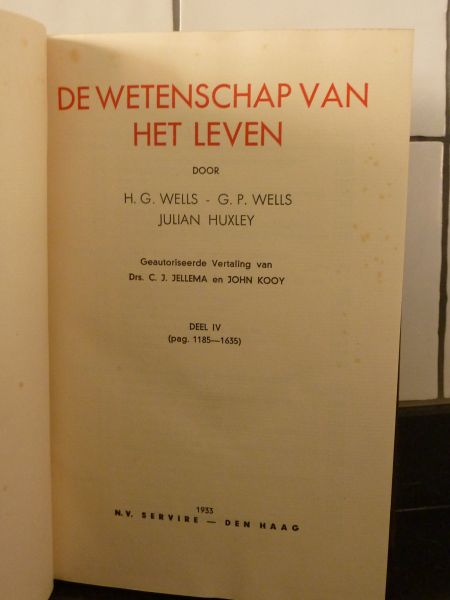 DE WETENSCHAP VAN
HET LEVEN
DOOR
H. G. WELLS - G. P. WELLS
JULIAN HUXLEY
Geautoriseerde Vertaling van
Drs. C. J. JELLEMA en JOHN KOOY
DEEL IV
(pag. 1185—1635)
1933
N.V. SERVIRE — DEN HAAG